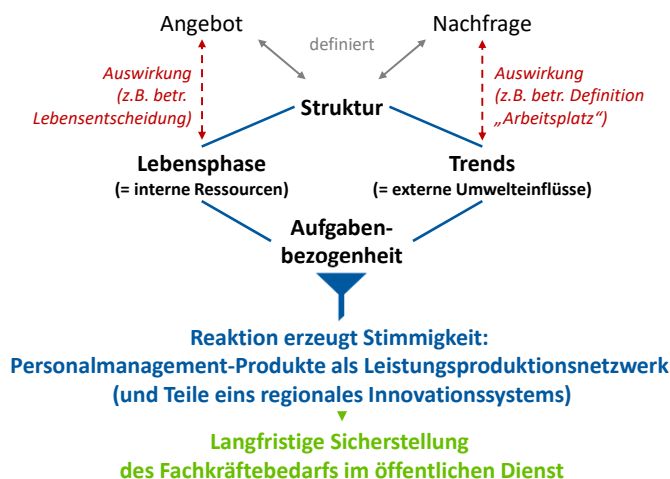 Angebot
Nachfrage
definiert
Auswirkung
(z.B. betr.
Lebensentscheidung)
Auswirkung
(z.B. betr. Definition
„Arbeitsplatz“)
Struktur
Lebensphase
(= interne Ressourcen)
Trends
(= externe Umwelteinflüsse)
Aufgaben-
bezogenheit
Reaktion erzeugt Stimmigkeit:
Personalmanagement-Produkte als Leistungsproduktionsnetzwerk
(und Teile eins regionales Innovationssystems)
Langfristige Sicherstellung
des Fachkräftebedarfs im öffentlichen Dienst